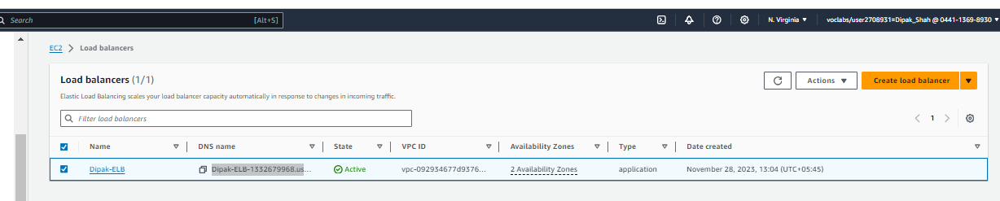 Search [Alt+S] N. Virginia voclabs/user2708931=Dipak_Shah @ 0441-1369-8930
EC2 > Load balancers
Load balancers (1/1) Actions Create load balancer
Elastic Load Balancing scales your load balancer capacity automatically in response to changes in incoming traffic.
Filter load balancers 1
Name DNS name State VPC ID Availability Zones Type Date created
Dipak-ELB Dipak-ELB-1332679968.us... Active vpc-092934677d9376... 2 Availability Zones application November 28, 2023, 13:04 (UTC+05:45)